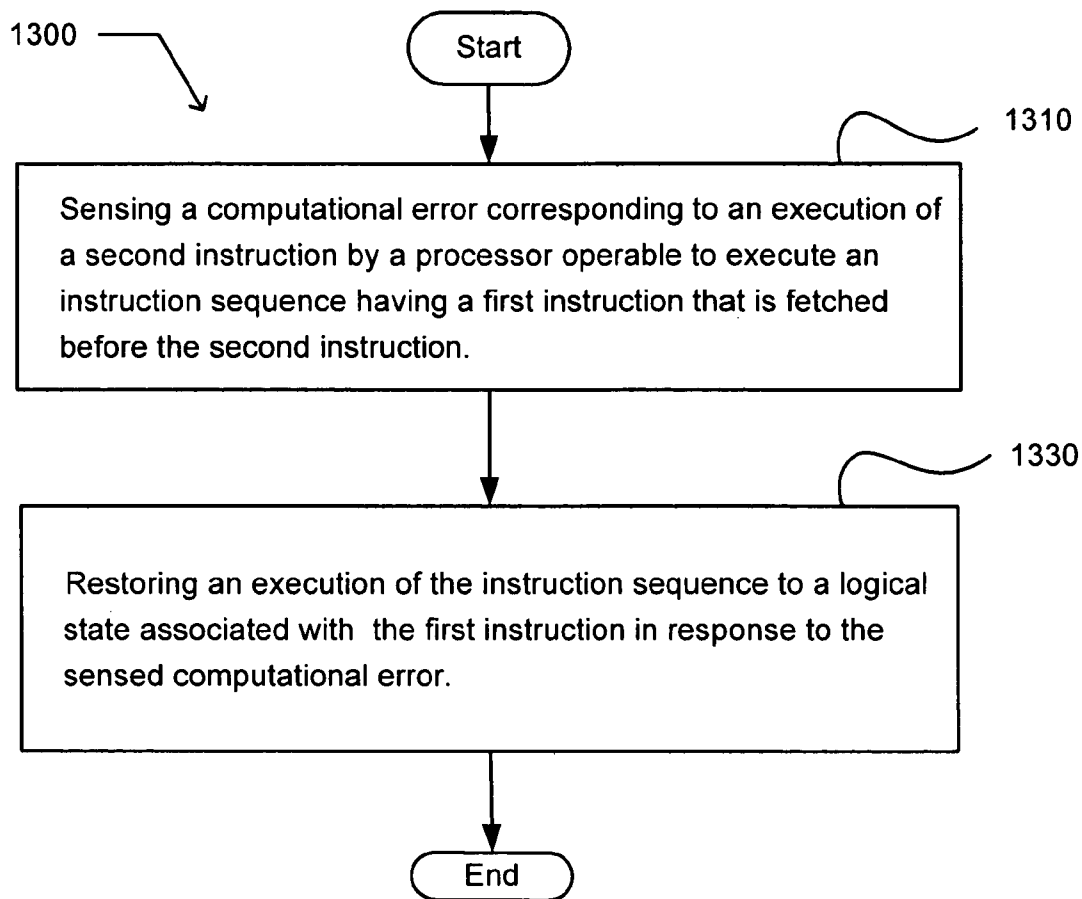 1300
Start
1310
Sensing a computational error corresponding to an execution of
a second instruction by a processor operable to execute an
instruction sequence having a first instruction that is fetched
before the second instruction.
1330
Restoring an execution of the instruction sequence to a logical
state associated with the first instruction in response to the
sensed computational error.
End